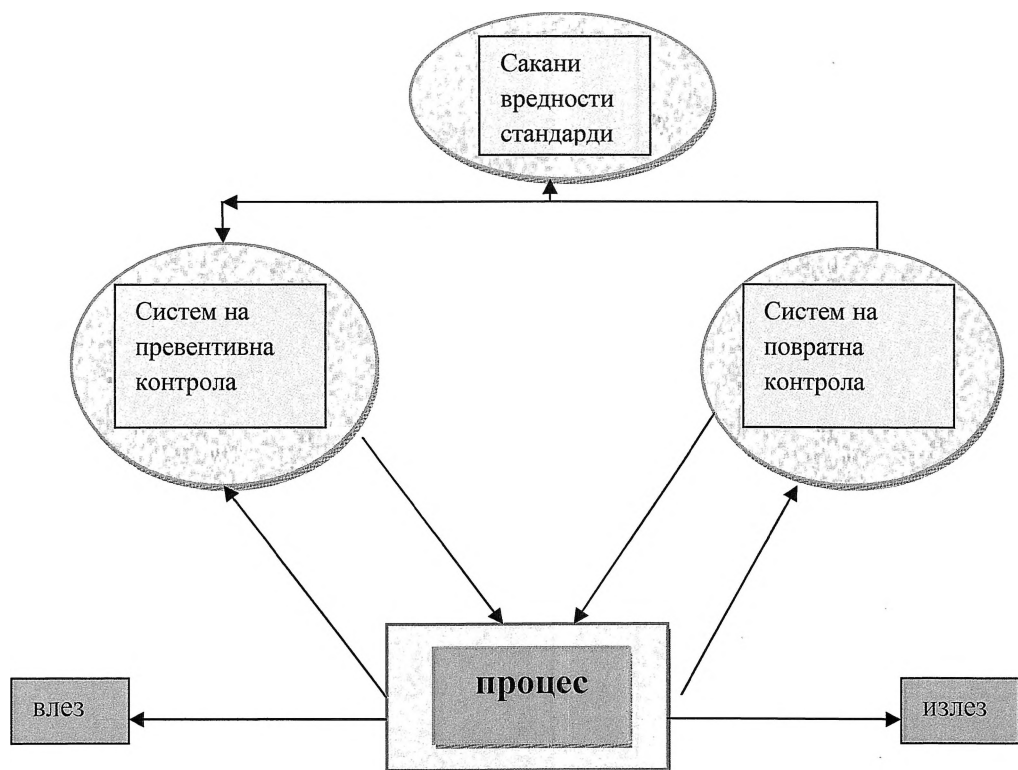 Сакани
вредности
стандарди
Систем на
превентивна
контрола
Систем на
повратна
контрола
процес
влез
излез